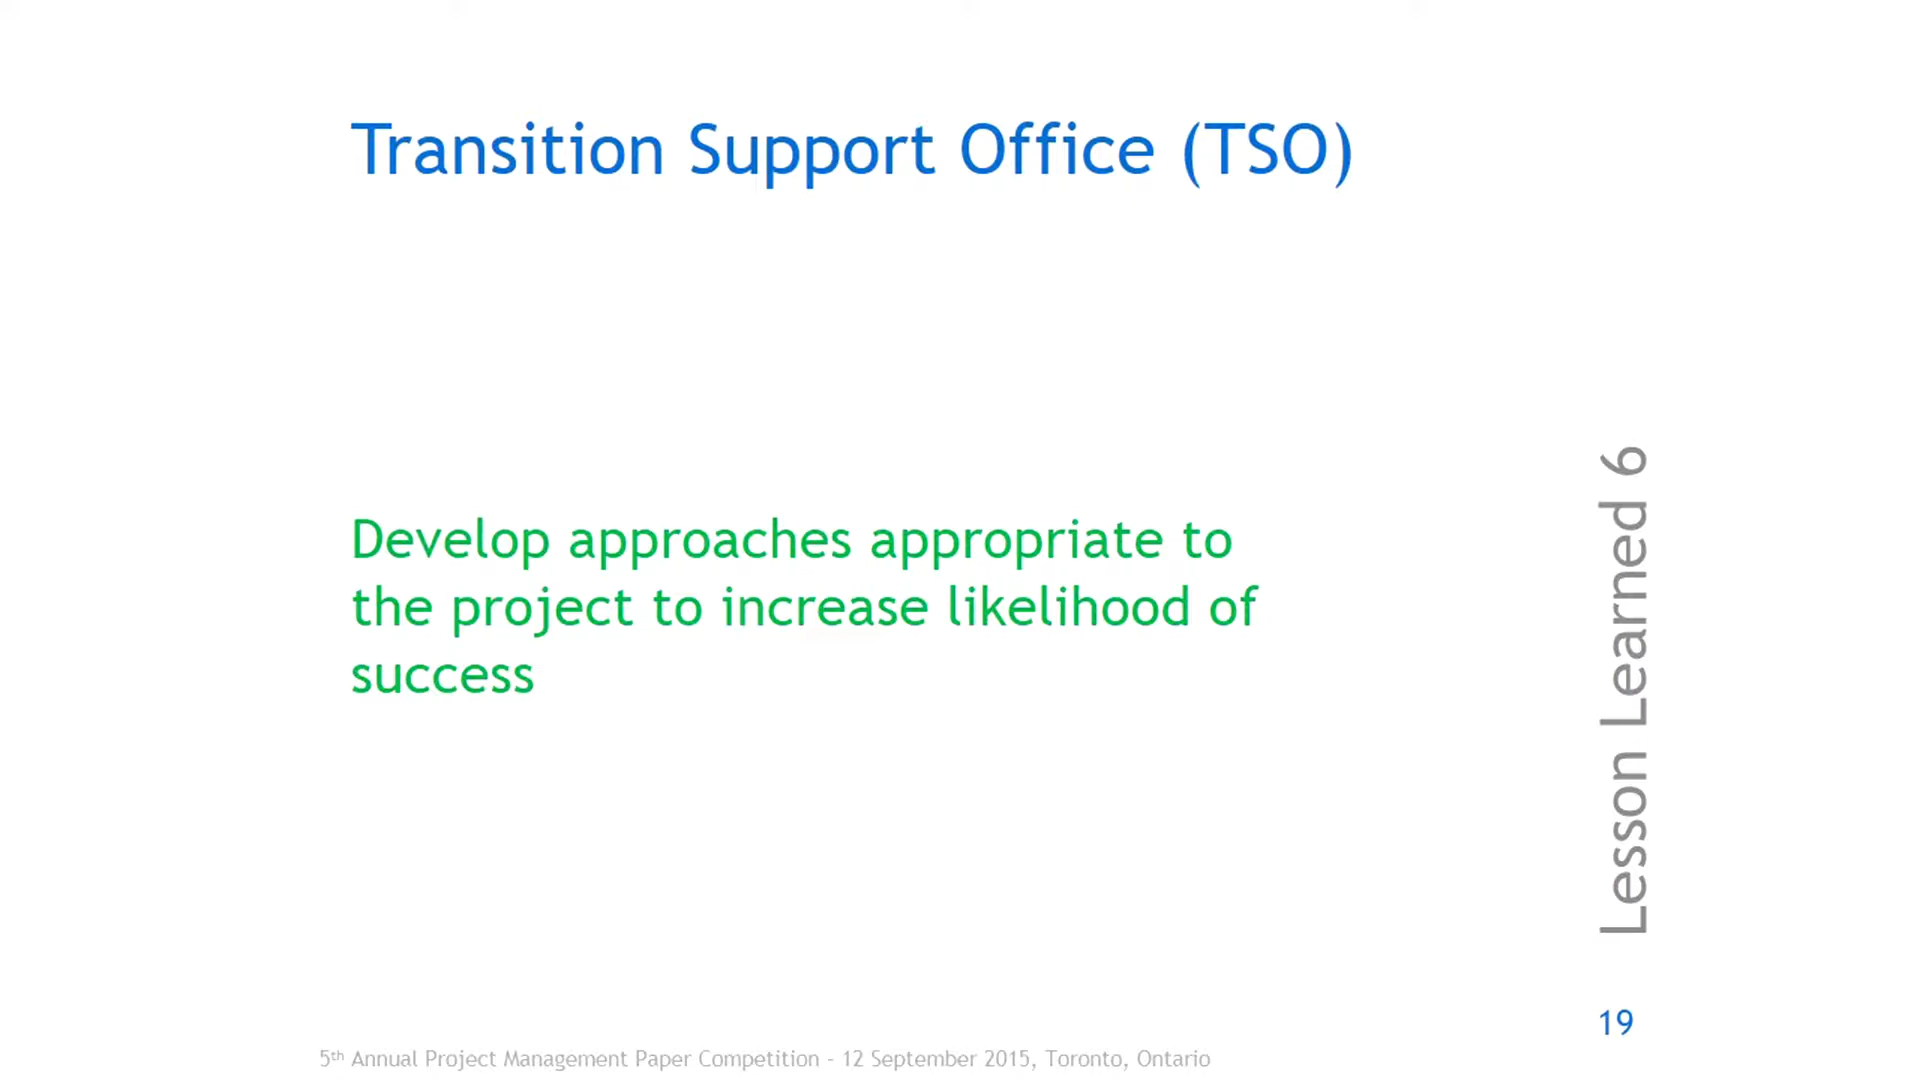 Transition Support Office (TSO)
Develop approaches appropriate to
the project to increase likelihood of
success
Lesson Learned 6
19
5th Annual Project Management Paper Competition - 12 September 2015, Toronto, Ontario